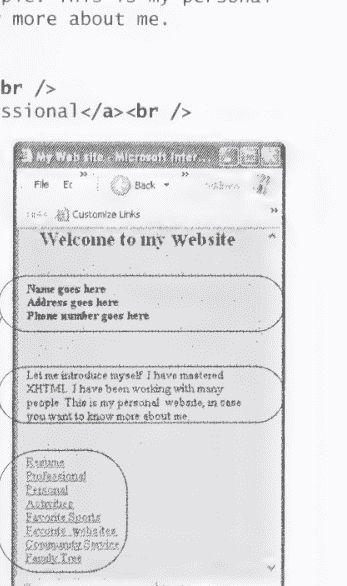 ple. This is my personal
more about me.
br />
ssional</a><br />
My Web site - Microsoft Inter...
File Ec » Back »
Customize Links »
Welcome to my Website
Name goes here
Address goes here
Phone number goes here
Let me introduce myself. I have mastered
XHTML. I have been working with many
people. This is my personal website, in case
you want to know more about me.
Resume
Professional
Personal
Activities
Favorite Sports
Favorite websites
Community Service
Family Tree